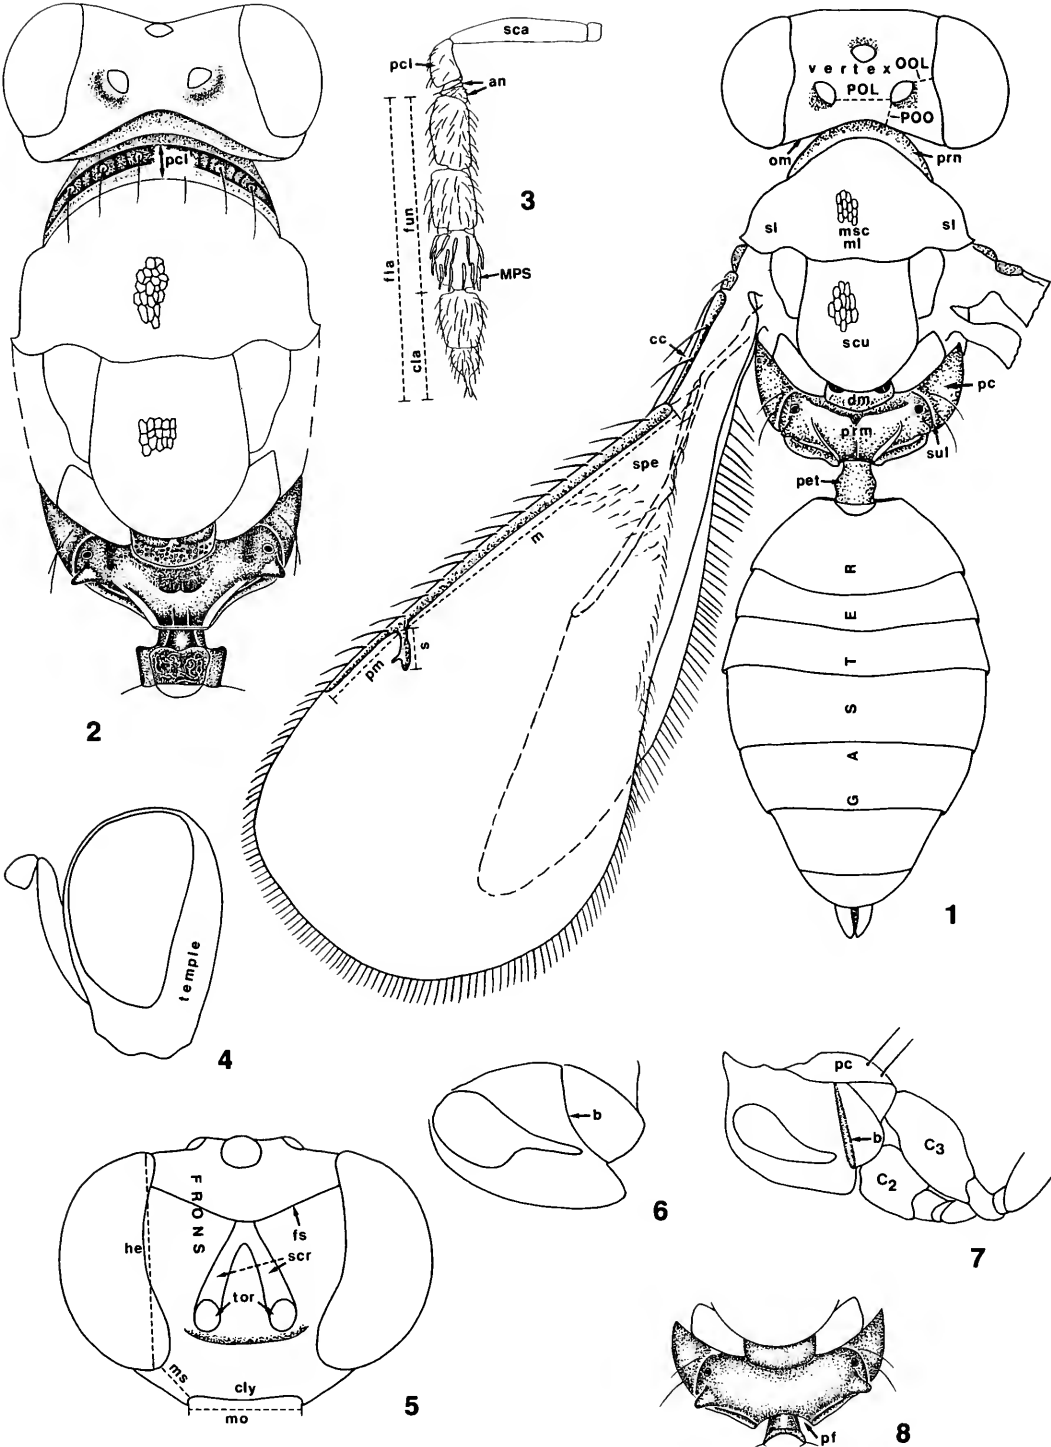 sca
pcl
an
fun
fla
MPS
cla
3
vertex
OOL
POL
POO
om
prn
sl
msc
ml
sl
scu
cc
dm
pc
prm
sul
spe
pet
m
s
pm
GASTER
1
pcl
2
temple
4
b
6
pc
b
C3
C2
7
FRONS
he
fs
scr
tor
ms
cly
mo
5
pf
8